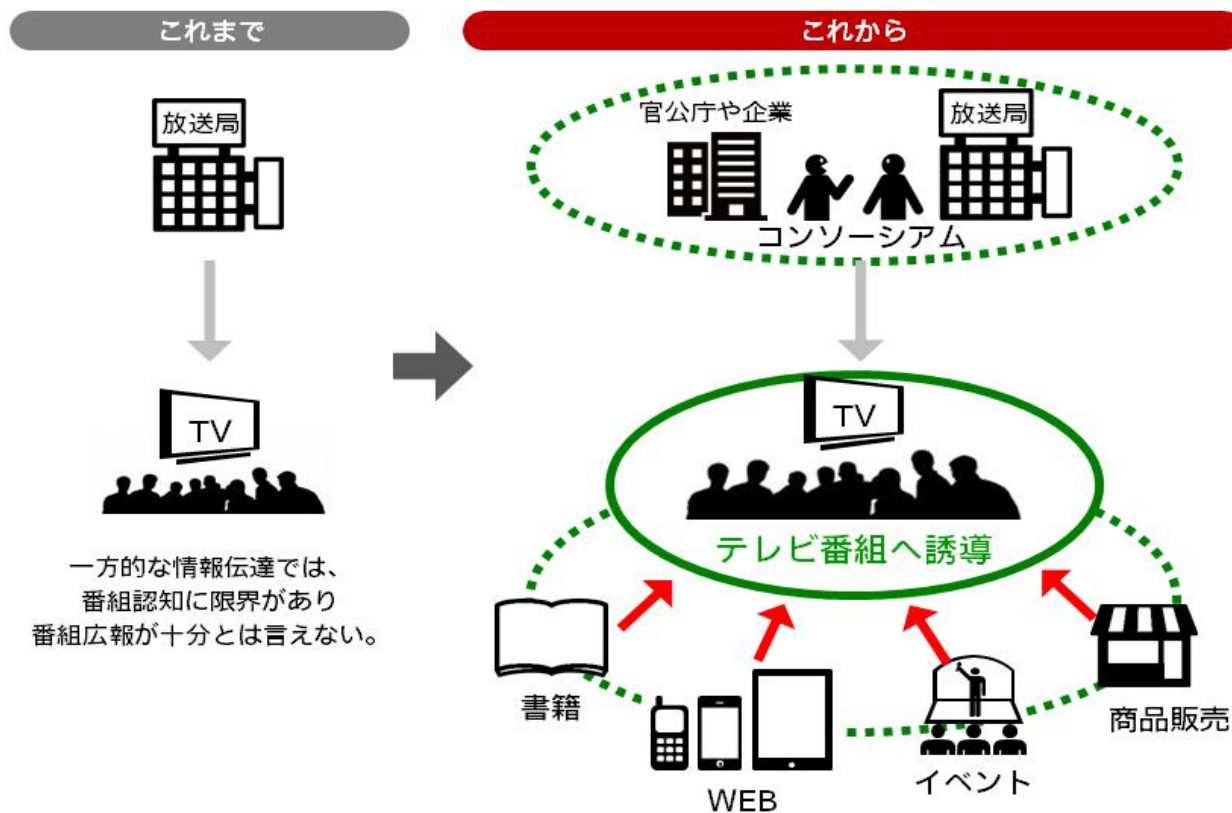 これまで
放送局
TV
一方的な情報伝達では、
番組認知に限界があり
番組広報が十分とは言えない。
これから
官公庁や企業
放送局
コンソーシアム
TV
テレビ番組へ誘導
書籍
WEB
イベント
商品販売